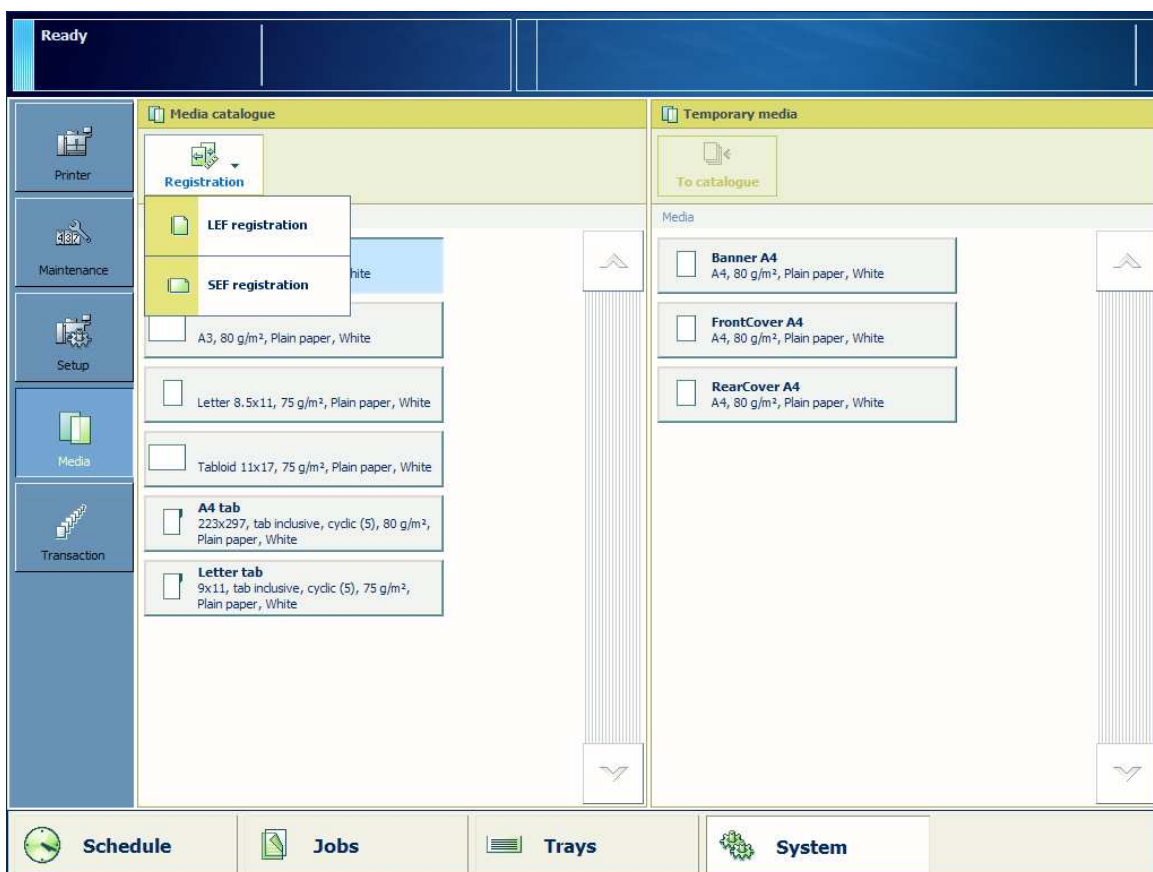 Ready
Media catalogue
Temporary media
Printer
Registration
To catalogue
LEF registration
Media
SEF registration
hite
Banner A4
A4, 80 g/m², Plain paper, White
Maintenance
A3, 80 g/m², Plain paper, White
FrontCover A4
A4, 80 g/m², Plain paper, White
Setup
Letter 8.5x11, 75 g/m², Plain paper, White
RearCover A4
A4, 80 g/m², Plain paper, White
Media
Tabloid 11x17, 75 g/m², Plain paper, White
A4 tab
223x297, tab inclusive, cyclic (5), 80 g/m²,
Plain paper, White
Transaction
Letter tab
9x11, tab inclusive, cyclic (5), 75 g/m²,
Plain paper, White
Schedule
Jobs
Trays
System